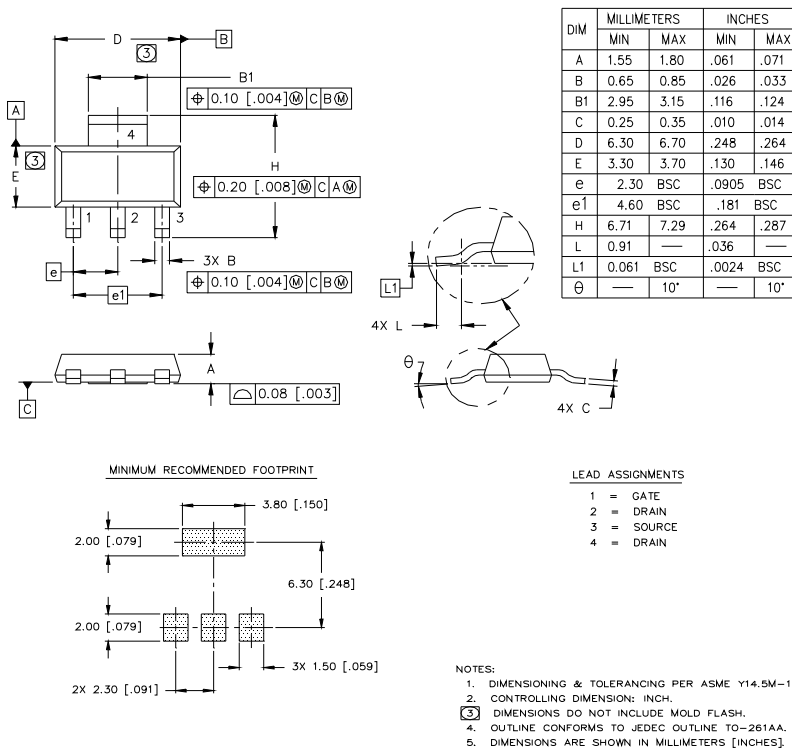 D
B
3
B1
⌖ 0.10 [.004]Ⓜ C BⓂ
A
4
3
E
H
⌖ 0.20 [.008]Ⓜ C AⓂ
1 2 3
3X B
e
⌖ 0.10 [.004]Ⓜ C BⓂ
e1
L1
4X L
A
C
⌓ 0.08 [.003]
θ
4X C
DIM MILLIMETERS INCHES
MIN MAX MIN MAX
A 1.55 1.80 .061 .071
B 0.65 0.85 .026 .033
B1 2.95 3.15 .116 .124
C 0.25 0.35 .010 .014
D 6.30 6.70 .248 .264
E 3.30 3.70 .130 .146
e 2.30 BSC .0905 BSC
e1 4.60 BSC .181 BSC
H 6.71 7.29 .264 .287
L 0.91 — .036 —
L1 0.061 BSC .0024 BSC
θ — 10° — 10°
MINIMUM RECOMMENDED FOOTPRINT
3.80 [.150]
2.00 [.079]
6.30 [.248]
2.00 [.079]
3X 1.50 [.059]
2X 2.30 [.091]
LEAD ASSIGNMENTS
1 = GATE
2 = DRAIN
3 = SOURCE
4 = DRAIN
NOTES:
1. DIMENSIONING & TOLERANCING PER ASME Y14.5M-1
2. CONTROLLING DIMENSION: INCH.
3 DIMENSIONS DO NOT INCLUDE MOLD FLASH.
4. OUTLINE CONFORMS TO JEDEC OUTLINE TO-261AA.
5. DIMENSIONS ARE SHOWN IN MILLIMETERS [INCHES].